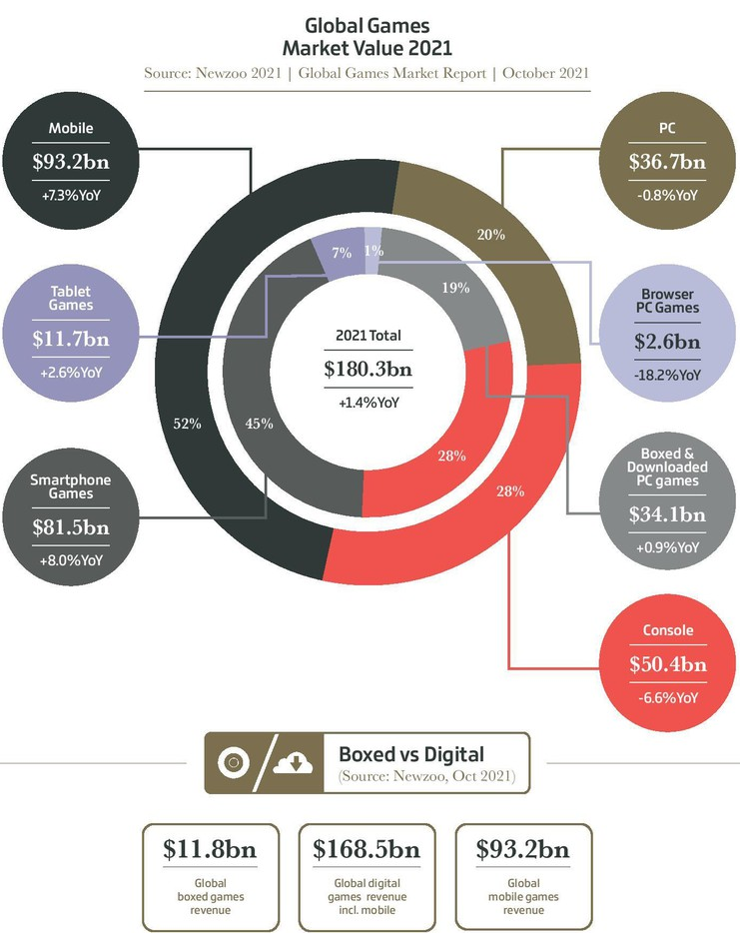 Global Games
Market Value 2021
Source: Newzoo 2021 | Global Games Market Report | October 2021
Mobile
$93.2bn
+7.3%YoY
PC
$36.7bn
-0.8%YoY
20%
7%
1%
19%
Tablet
Games
$11.7bn
+2.6%YoY
Browser
PC Games
$2.6bn
-18.2%YoY
2021 Total
$180.3bn
+1.4%YoY
52%
45%
28%
28%
Smartphone
Games
$81.5bn
+8.0%YoY
Boxed &
Downloaded
PC games
$34.1bn
+0.9%YoY
Console
$50.4bn
-6.6%YoY
Boxed vs Digital
(Source: Newzoo, Oct 2021)
$11.8bn
Global
boxed games
revenue
$168.5bn
Global digital
games revenue
incl. mobile
$93.2bn
Global
mobile games
revenue